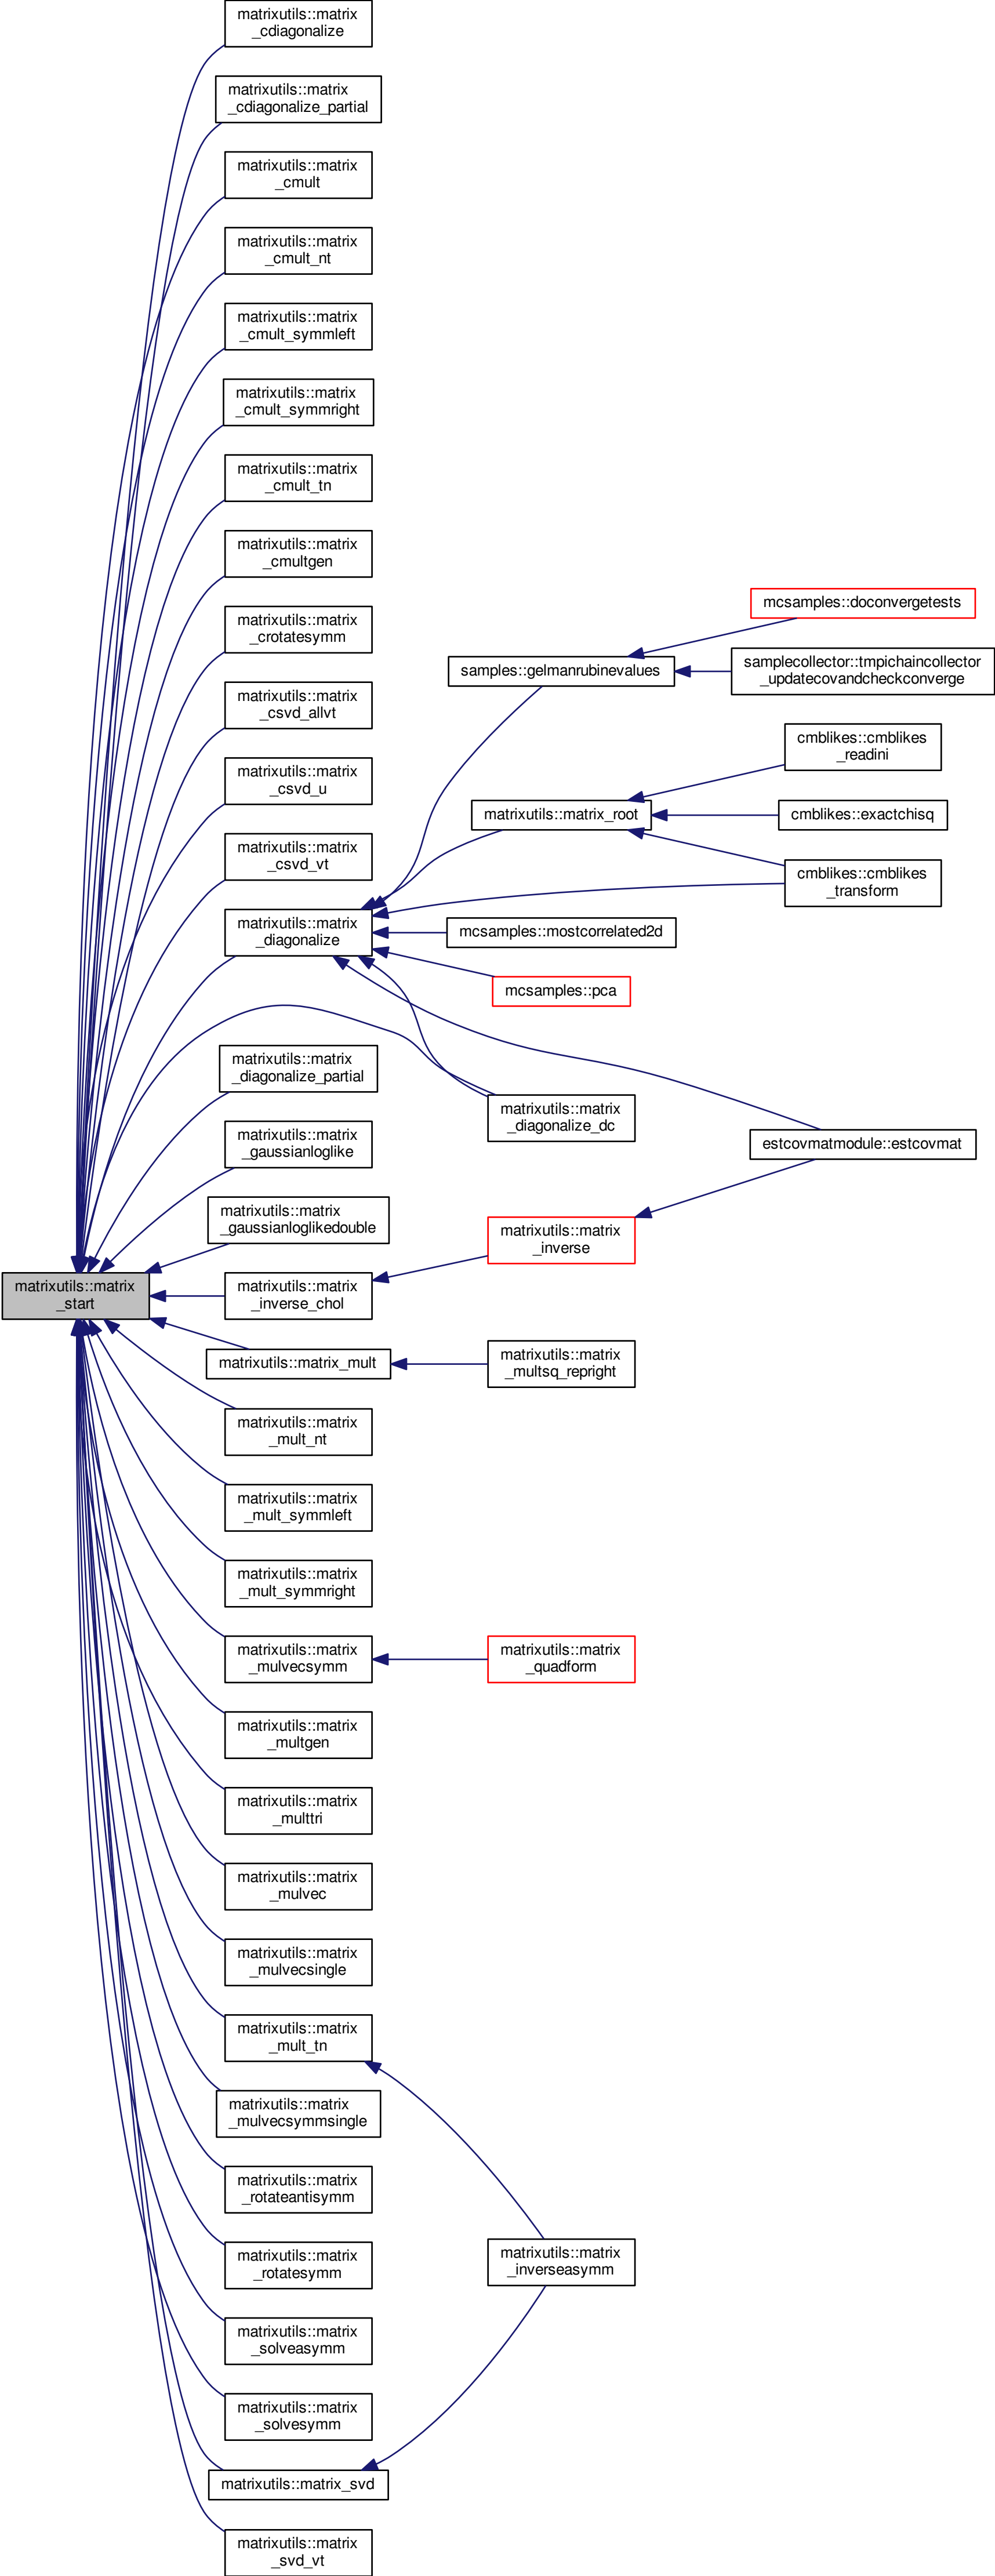 matrixutils::matrix
_cdiagonalize
matrixutils::matrix
_cdiagonalize_partial
matrixutils::matrix
_cmult
matrixutils::matrix
_cmult_nt
matrixutils::matrix
_cmult_symmleft
matrixutils::matrix
_cmult_symmright
matrixutils::matrix
_cmult_tn
matrixutils::matrix
_cmultgen
mcsamples::doconvergetests
matrixutils::matrix
_crotatesymm
samples::gelmanrubinevalues
samplecollector::tmpichaincollector
_updatecovandcheckconverge
matrixutils::matrix
_csvd_allvt
cmblikes::cmblikes
_readini
matrixutils::matrix
_csvd_u
matrixutils::matrix_root
cmblikes::exactchisq
matrixutils::matrix
_csvd_vt
cmblikes::cmblikes
_transform
matrixutils::matrix
_diagonalize
mcsamples::mostcorrelated2d
mcsamples::pca
matrixutils::matrix
_diagonalize_partial
matrixutils::matrix
_diagonalize_dc
matrixutils::matrix
_gaussianloglike
estcovmatmodule::estcovmat
matrixutils::matrix
_gaussianloglikedouble
matrixutils::matrix
_inverse
matrixutils::matrix
_start
matrixutils::matrix
_inverse_chol
matrixutils::matrix_mult
matrixutils::matrix
_multsq_repright
matrixutils::matrix
_mult_nt
matrixutils::matrix
_mult_symmleft
matrixutils::matrix
_mult_symmright
matrixutils::matrix
_mulvecsymm
matrixutils::matrix
_quadform
matrixutils::matrix
_multgen
matrixutils::matrix
_multtri
matrixutils::matrix
_mulvec
matrixutils::matrix
_mulvecsingle
matrixutils::matrix
_mult_tn
matrixutils::matrix
_mulvecsymmsingle
matrixutils::matrix
_rotateantisymm
matrixutils::matrix
_rotatesymm
matrixutils::matrix
_inverseasymm
matrixutils::matrix
_solveasymm
matrixutils::matrix
_solvesymm
matrixutils::matrix_svd
matrixutils::matrix
_svd_vt